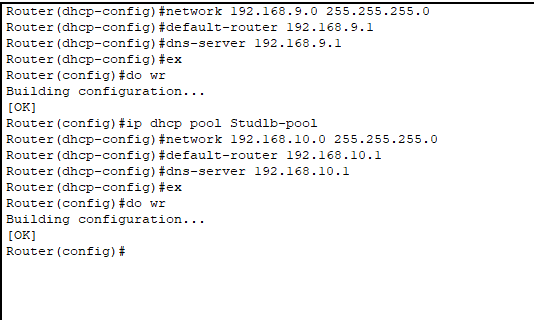 Router(dhcp-config)#network 192.168.9.0 255.255.255.0
Router(dhcp-config)#default-router 192.168.9.1
Router(dhcp-config)#dns-server 192.168.9.1
Router(dhcp-config)#ex
Router(config)#do wr
Building configuration...
[OK]
Router(config)#ip dhcp pool Studlb-pool
Router(dhcp-config)#network 192.168.10.0 255.255.255.0
Router(dhcp-config)#default-router 192.168.10.1
Router(dhcp-config)#dns-server 192.168.10.1
Router(dhcp-config)#ex
Router(config)#do wr
Building configuration...
[OK]
Router(config)#